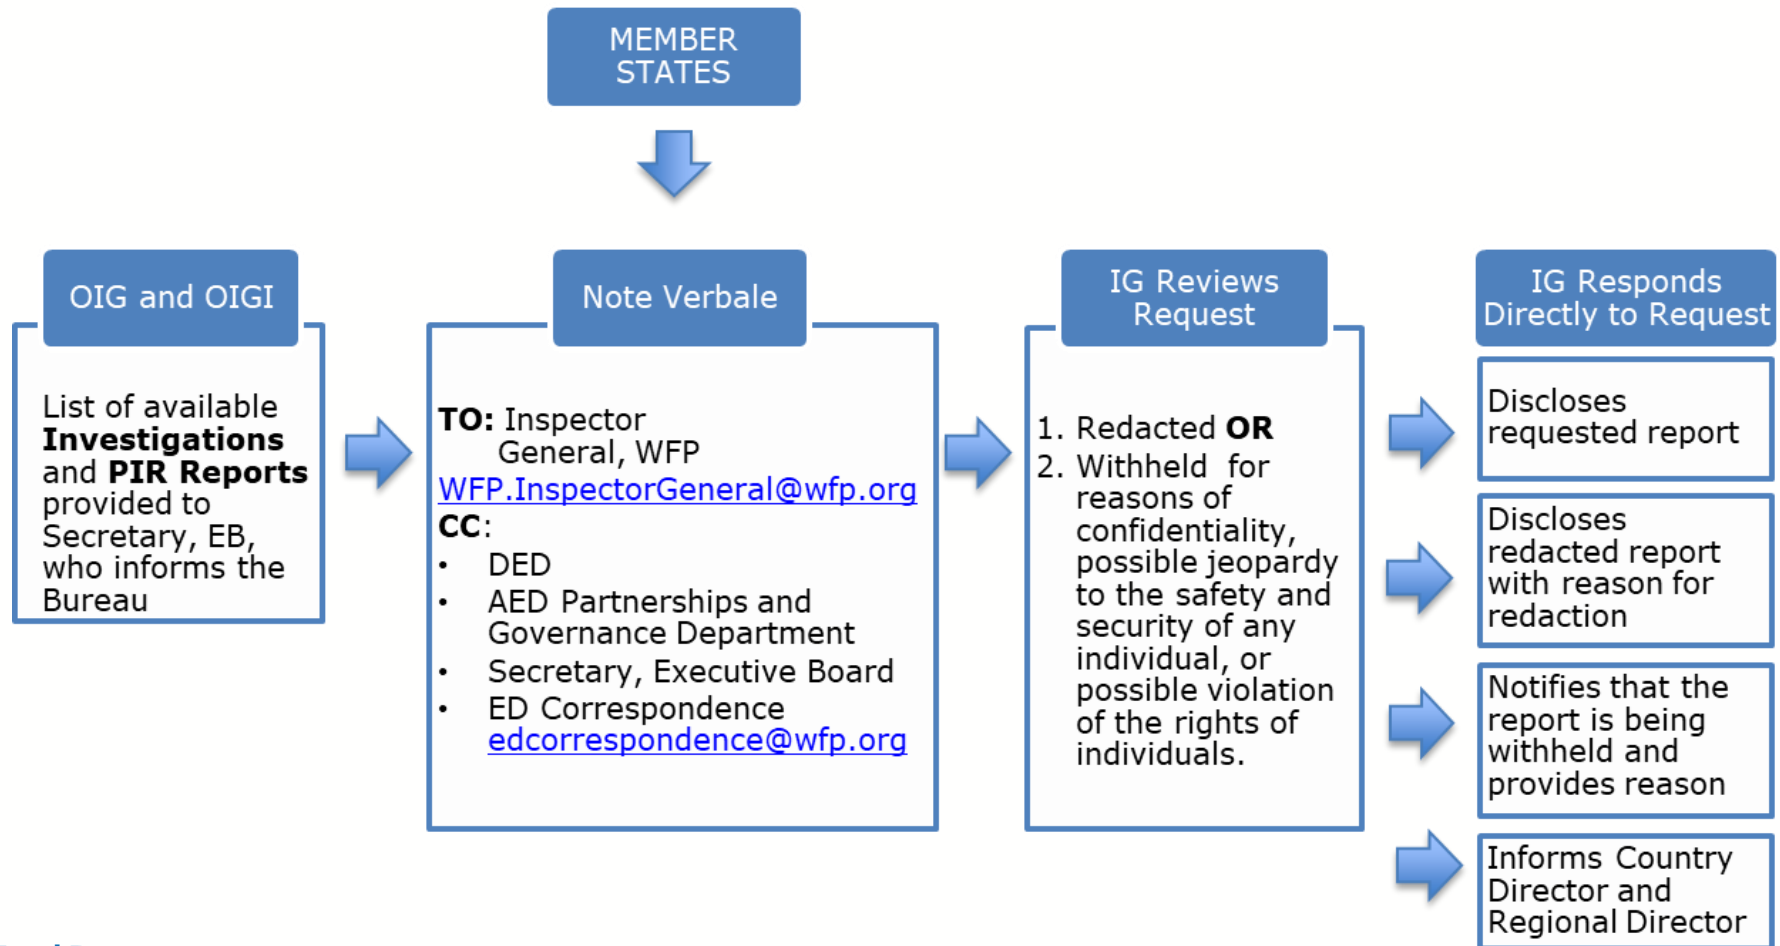 MEMBER
STATES
OIG and OIGI
List of available
Investigations
and PIR Reports
provided to
Secretary, EB,
who informs the
Bureau
Note Verbale
TO: Inspector
General, WFP
WFP.InspectorGeneral@wfp.org
CC:
• DED
• AED Partnerships and
Governance Department
• Secretary, Executive Board
• ED Correspondence
edcorrespondence@wfp.org
IG Reviews
Request
1. Redacted OR
2. Withheld for
reasons of
confidentiality,
possible jeopardy
to the safety and
security of any
individual, or
possible violation
of the rights of
individuals.
IG Responds
Directly to Request
Discloses
requested report
Discloses
redacted report
with reason for
redaction
Notifies that the
report is being
withheld and
provides reason
Informs Country
Director and
Regional Director